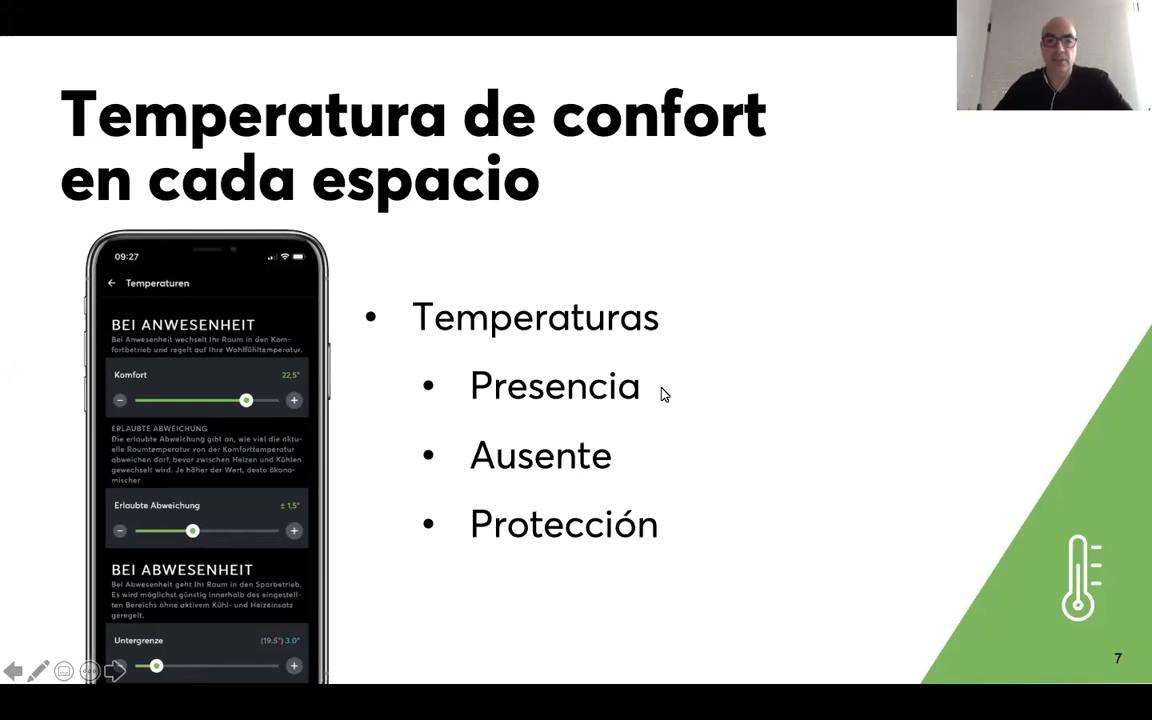 Temperatura de confort
en cada espacio
09:27
Temperaturen
BEI ANWESENHEIT
Bei Anwesenheit wechselt Ihr Raum in den Kom-
fortbetrieb und regelt auf Ihre Wohlfühltemperatur.
Komfort 22,5°
ERLAUBTE ABWEICHUNG
Die erlaubte Abweichung gibt an, wie viel die aktu-
elle Raumtemperatur von der Komforttemperatur
abweichen darf, bevor zwischen Heizen und Kühlen
gewechselt wird. Je häher der Wert, desto ökono-
mischer.
Erlaubte Abweichung ± 1,5°
BEI ABWESENHEIT
Bei Abwesenheit geht Ihr Raum in den Sparbetrieb.
Es wird möglichst günstig innerhalb des eingestell-
ten Bereichs ohne aktivem Kühl- und Heizeinsatz
geregelt.
Untergrenze (19.5°) 3.0°
• Temperaturas
• Presencia
• Ausente
• Protección
7